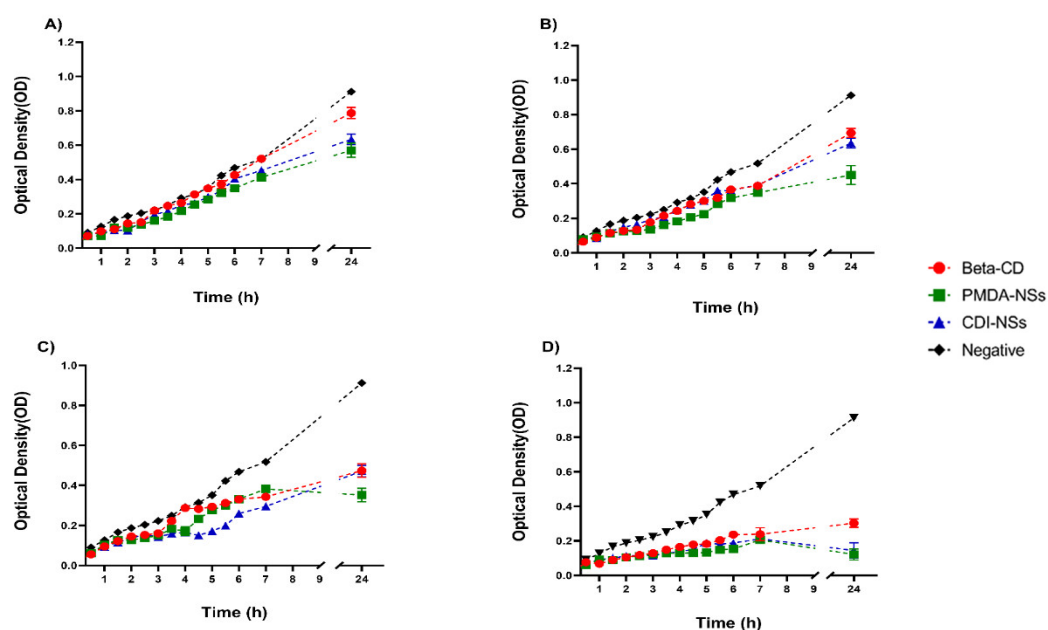 A)
1.2
1.0
0.8
0.6
0.4
0.2
0.0
Optical Density(OD)
1 2 3 4 5 6 7 8 9 24
Time (h)
B)
1.2
1.0
0.8
0.6
0.4
0.2
0.0
Optical Density(OD)
1 2 3 4 5 6 7 8 9 24
Time (h)
Beta-CD
PMDA-NSs
CDI-NSs
Negative
C)
1.0
0.8
0.6
0.4
0.2
0.0
Optical Density(OD)
1 2 3 4 5 6 7 8 9 24
Time (h)
D)
1.2
1.0
0.8
0.6
0.4
0.2
0.0
Optical Density(OD)
1 2 3 4 5 6 7 8 9 24
Time (h)